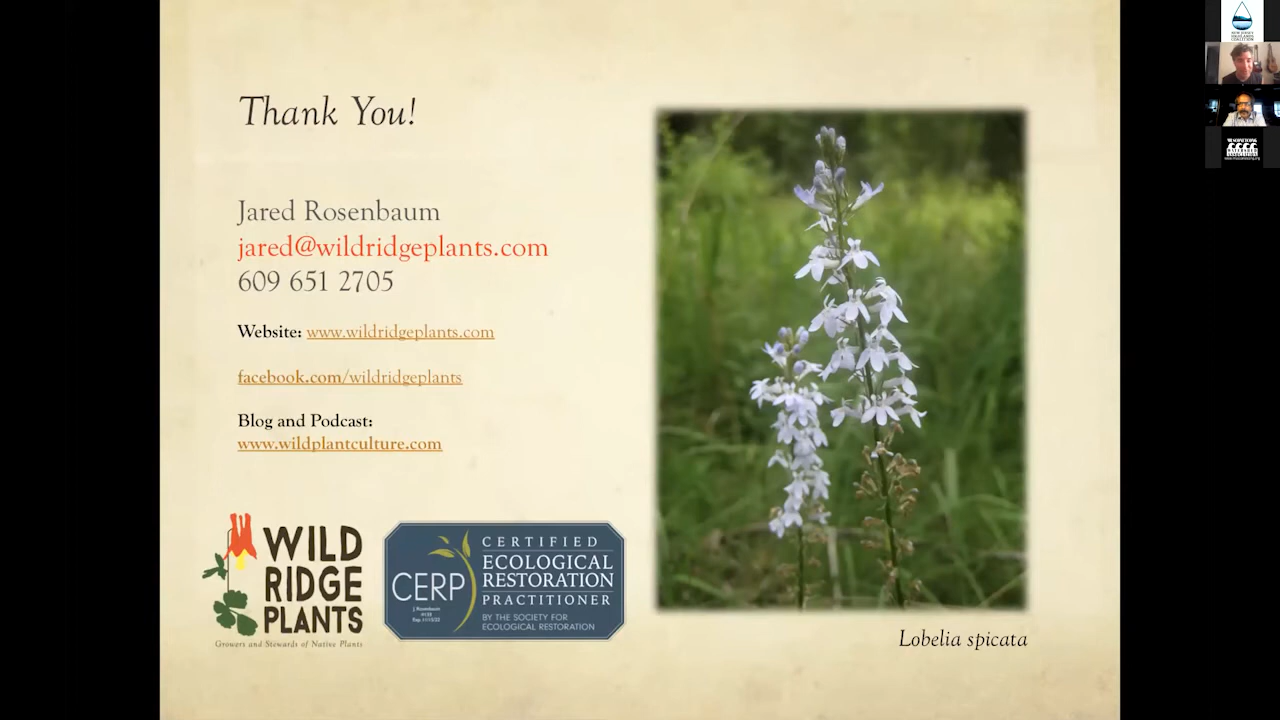 Thank You!
Jared Rosenbaum
jared@wildridgeplants.com
609 651 2705
Website: www.wildridgeplants.com
facebook.com/wildridgeplants
Blog and Podcast:
www.wildplantculture.com
WILD
RIDGE
PLANTS
Growers and Stewards of Native Plants
CERP
CERTIFIED
ECOLOGICAL
RESTORATION
PRACTITIONER
BY THE SOCIETY FOR
ECOLOGICAL RESTORATION
Lobelia spicata